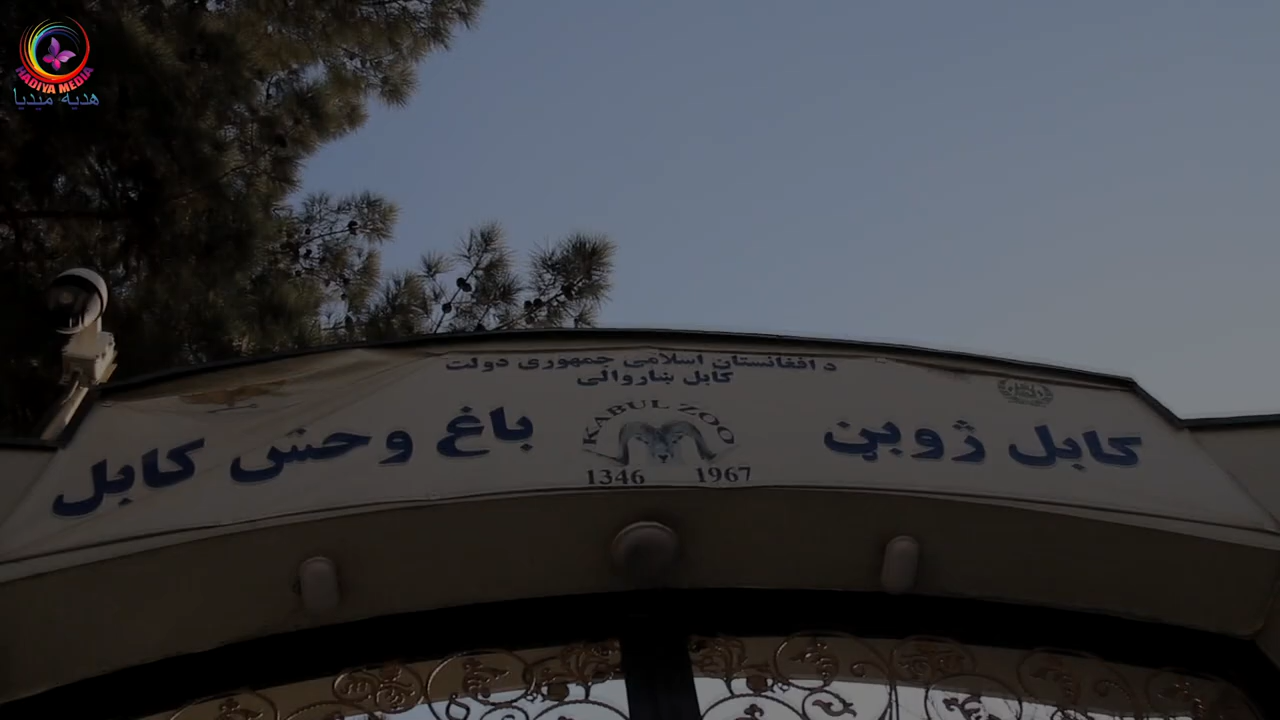 HADIYA MEDIA
هدیه میدیا
د افغانستان اسلامی جمهوری دولت
کابل ښاروالی
کابل ژوبڼ
KABUL ZOO
1346 1967
باغ وحش کابل